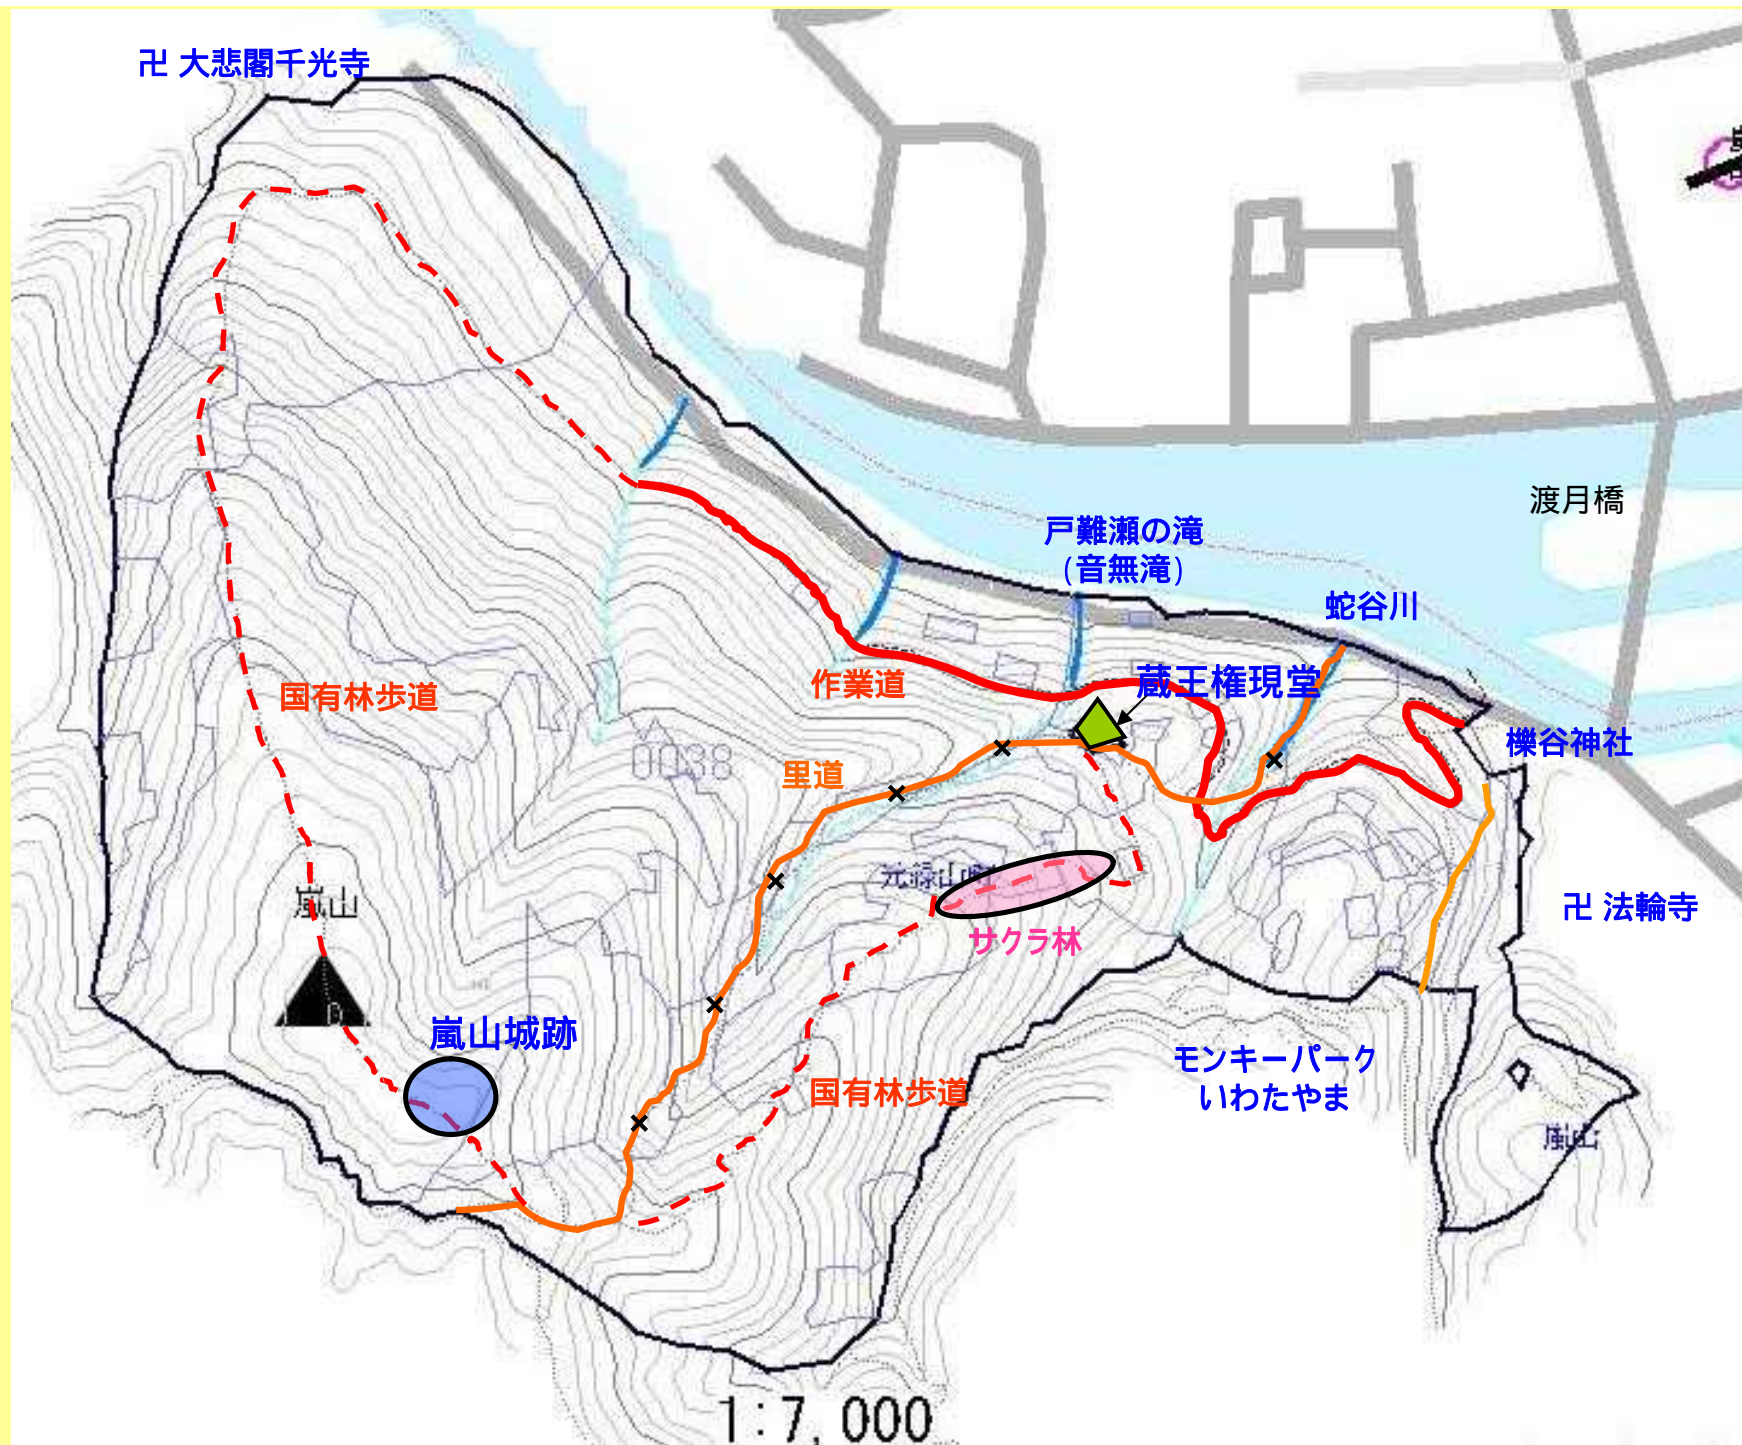 卍 大悲閣千光寺
渡月橋
戸難瀬の滝
(音無滝)
蛇谷川
作業道
蔵王権現堂
国有林歩道
櫟谷神社
里道
0038
嵐山
卍 法輪寺
サクラ林
嵐山城跡
モンキーパーク
いわたやま
国有林歩道
嵐山
1:7,000